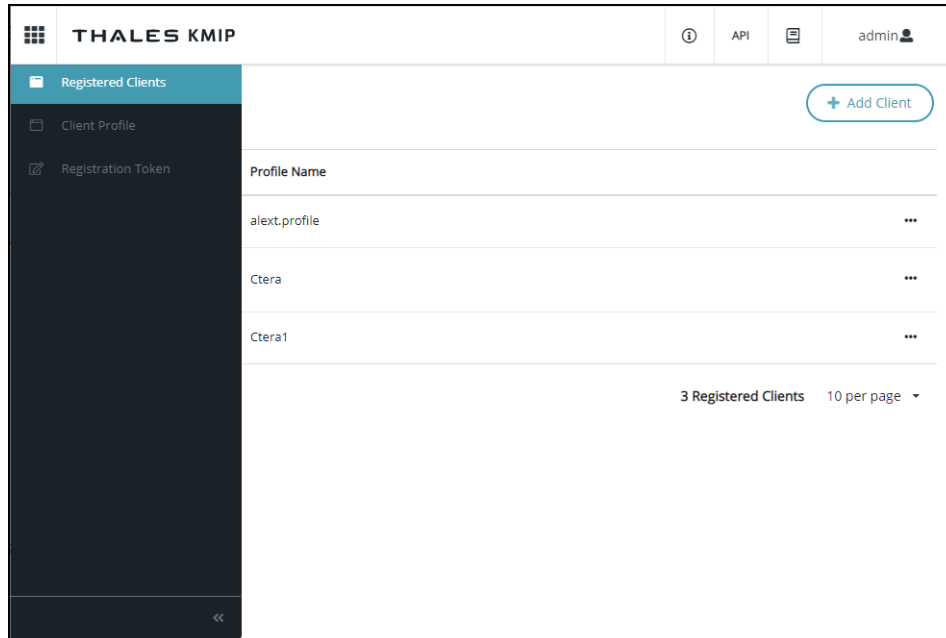 THALES KMIP
API
admin
Registered Clients
Client Profile
Registration Token
+ Add Client
Profile Name
alext.profile
Ctera
Ctera1
3 Registered Clients 10 per page